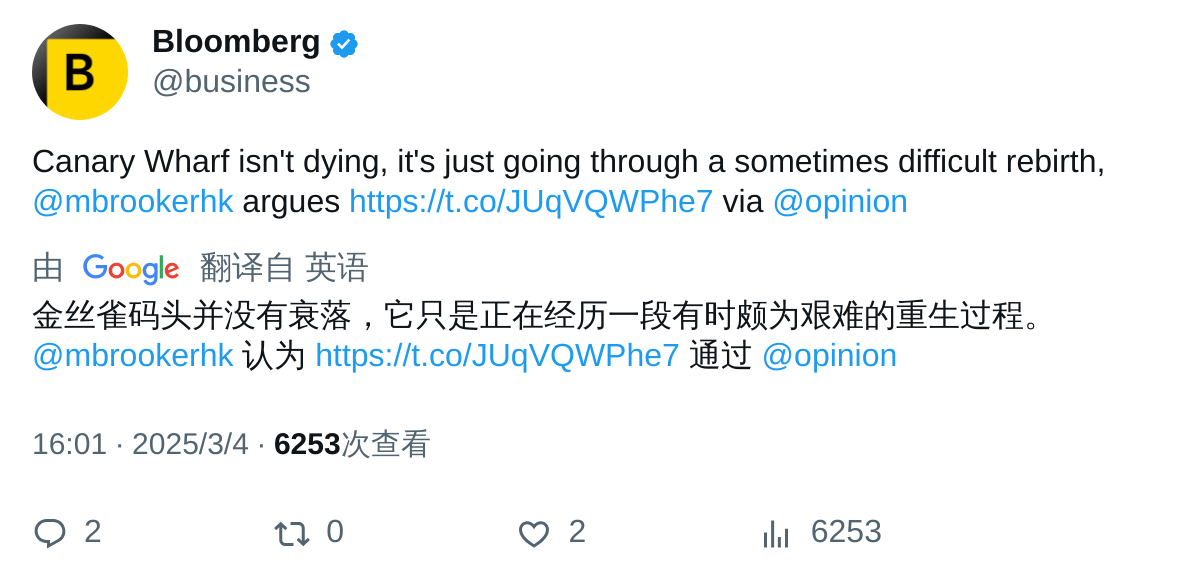 B
Bloomberg
@business
Canary Wharf isn't dying, it's just going through a sometimes difficult rebirth,
@mbrookerhk argues https://t.co/JUqVQWPhe7 via @opinion
由 Google 翻译自 英语
金丝雀码头并没有衰落，它只是正在经历一段有时颇为艰难的重生过程。
@mbrookerhk 认为 https://t.co/JUqVQWPhe7 通过 @opinion
16:01 · 2025/3/4 · 6253次查看
2 0 2 6253